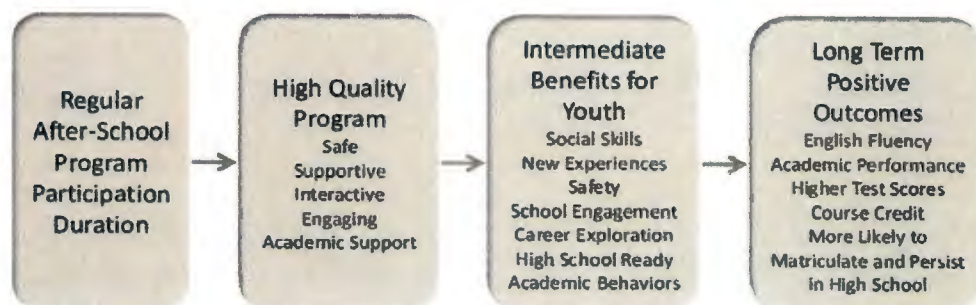 Regular
After-School
Program
Participation
Duration
High Quality
Program
Safe
Supportive
Interactive
Engaging
Academic Support
Intermediate
Benefits for
Youth
Social Skills
New Experiences
Safety
School Engagement
Career Exploration
High School Ready
Academic Behaviors
Long Term
Positive
Outcomes
English Fluency
Academic Performance
Higher Test Scores
Course Credit
More Likely to
Matriculate and Persist
in High School